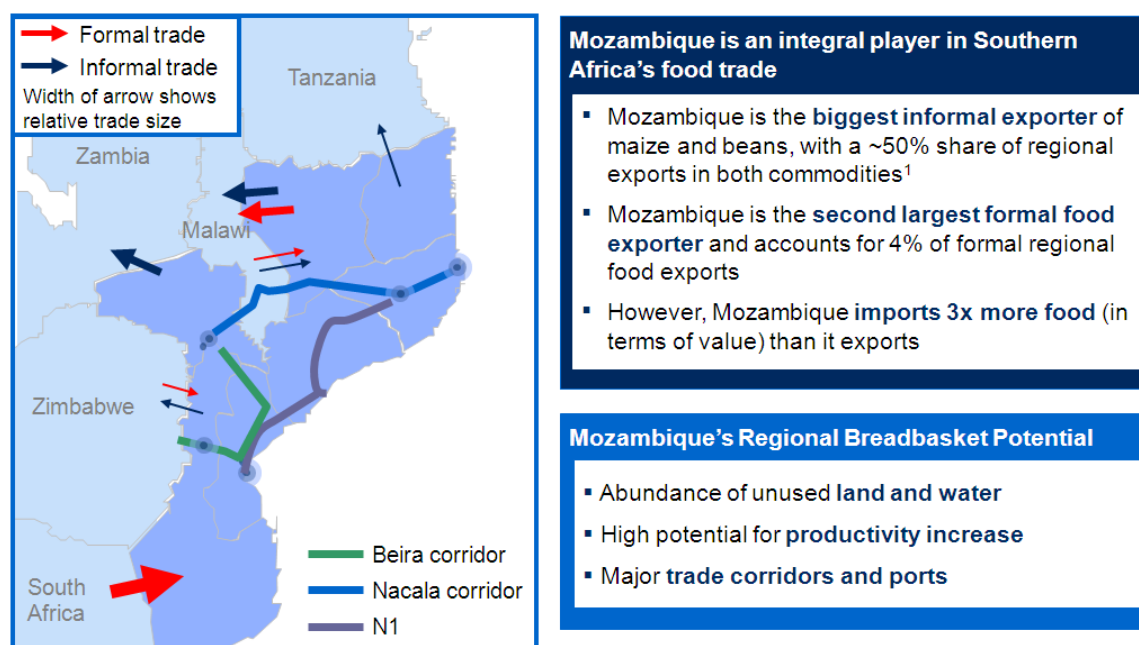 Formal trade
Informal trade
Width of arrow shows
relative trade size
Tanzania
Zambia
Malawi
Zimbabwe
South
Africa
Beira corridor
Nacala corridor
N1
Mozambique is an integral player in Southern
Africa's food trade
▪ Mozambique is the biggest informal exporter of
maize and beans, with a ~50% share of regional
exports in both commodities¹
▪ Mozambique is the second largest formal food
exporter and accounts for 4% of formal regional
food exports
▪ However, Mozambique imports 3x more food (in
terms of value) than it exports
Mozambique's Regional Breadbasket Potential
▪ Abundance of unused land and water
▪ High potential for productivity increase
▪ Major trade corridors and ports